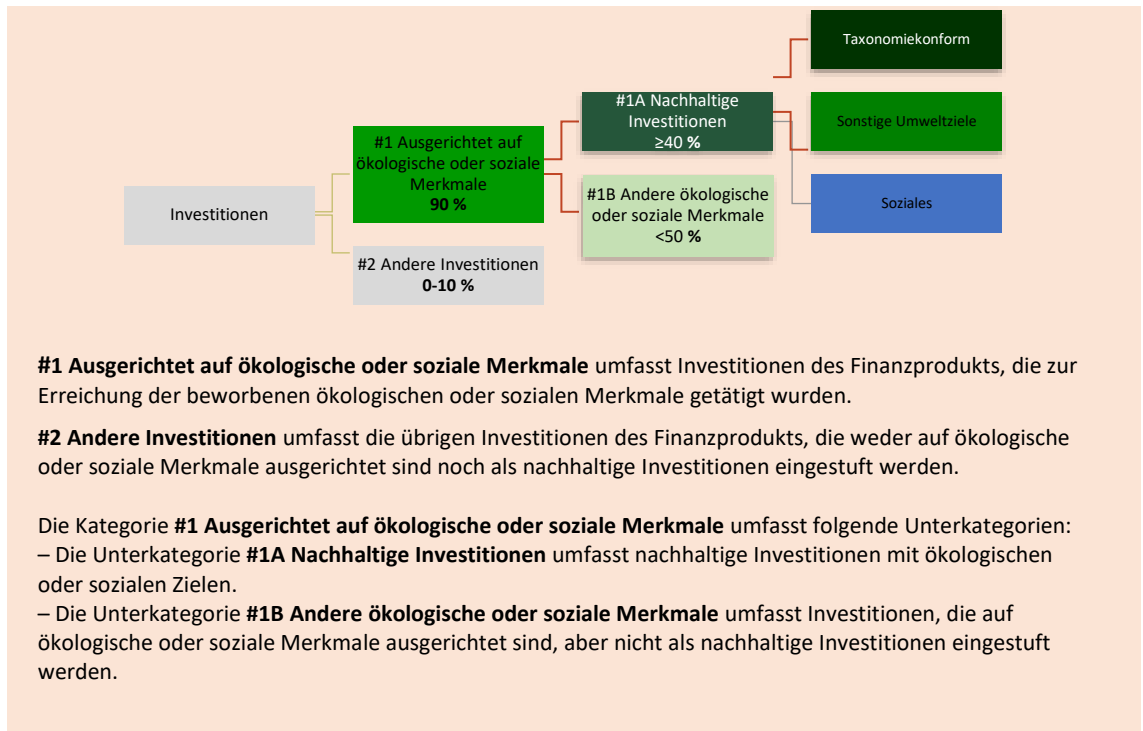 Taxonomiekonform
#1A Nachhaltige
Investitionen
≥40 %
Sonstige Umweltziele
#1 Ausgerichtet auf
ökologische oder soziale
Merkmale
90 %
#1B Andere ökologische
oder soziale Merkmale
<50 %
Soziales
Investitionen
#2 Andere Investitionen
0-10 %
#1 Ausgerichtet auf ökologische oder soziale Merkmale umfasst Investitionen des Finanzprodukts, die zur
Erreichung der beworbenen ökologischen oder sozialen Merkmale getätigt wurden.
#2 Andere Investitionen umfasst die übrigen Investitionen des Finanzprodukts, die weder auf ökologische
oder soziale Merkmale ausgerichtet sind noch als nachhaltige Investitionen eingestuft werden.
Die Kategorie #1 Ausgerichtet auf ökologische oder soziale Merkmale umfasst folgende Unterkategorien:
– Die Unterkategorie #1A Nachhaltige Investitionen umfasst nachhaltige Investitionen mit ökologischen
oder sozialen Zielen.
– Die Unterkategorie #1B Andere ökologische oder soziale Merkmale umfasst Investitionen, die auf
ökologische oder soziale Merkmale ausgerichtet sind, aber nicht als nachhaltige Investitionen eingestuft
werden.